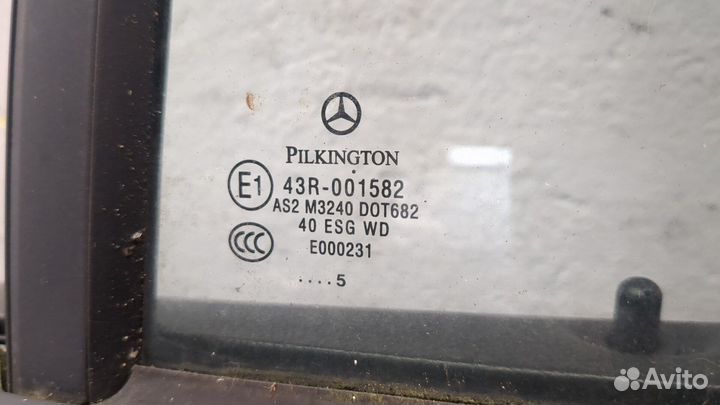 PILKINGTON
E1 43R-001582
AS2 M3240 DOT682
40 ESG WD
CCC E000231
....5
Avito